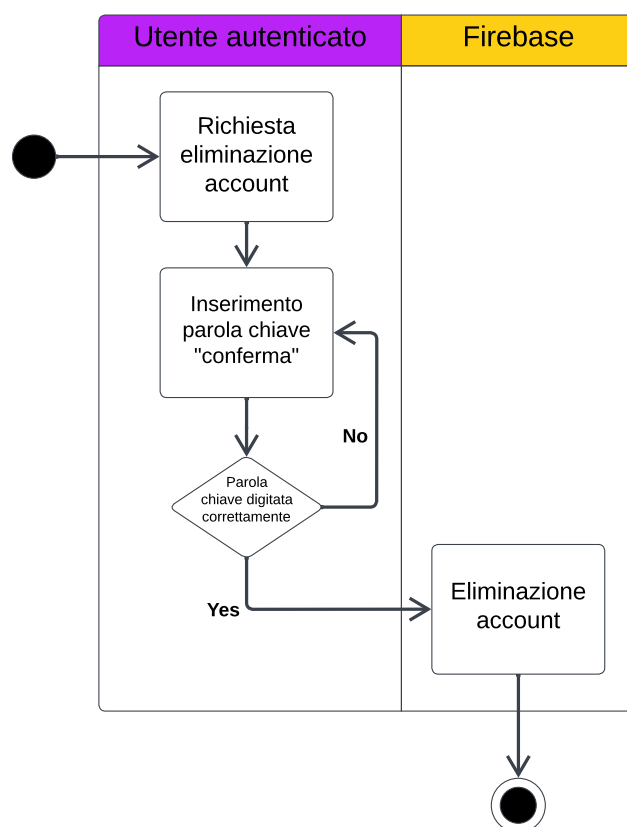 Utente autenticato
Firebase
Richiesta
eliminazione
account
Inserimento
parola chiave
"conferma"
No
Parola
chiave digitata
correttamente
Yes
Eliminazione
account